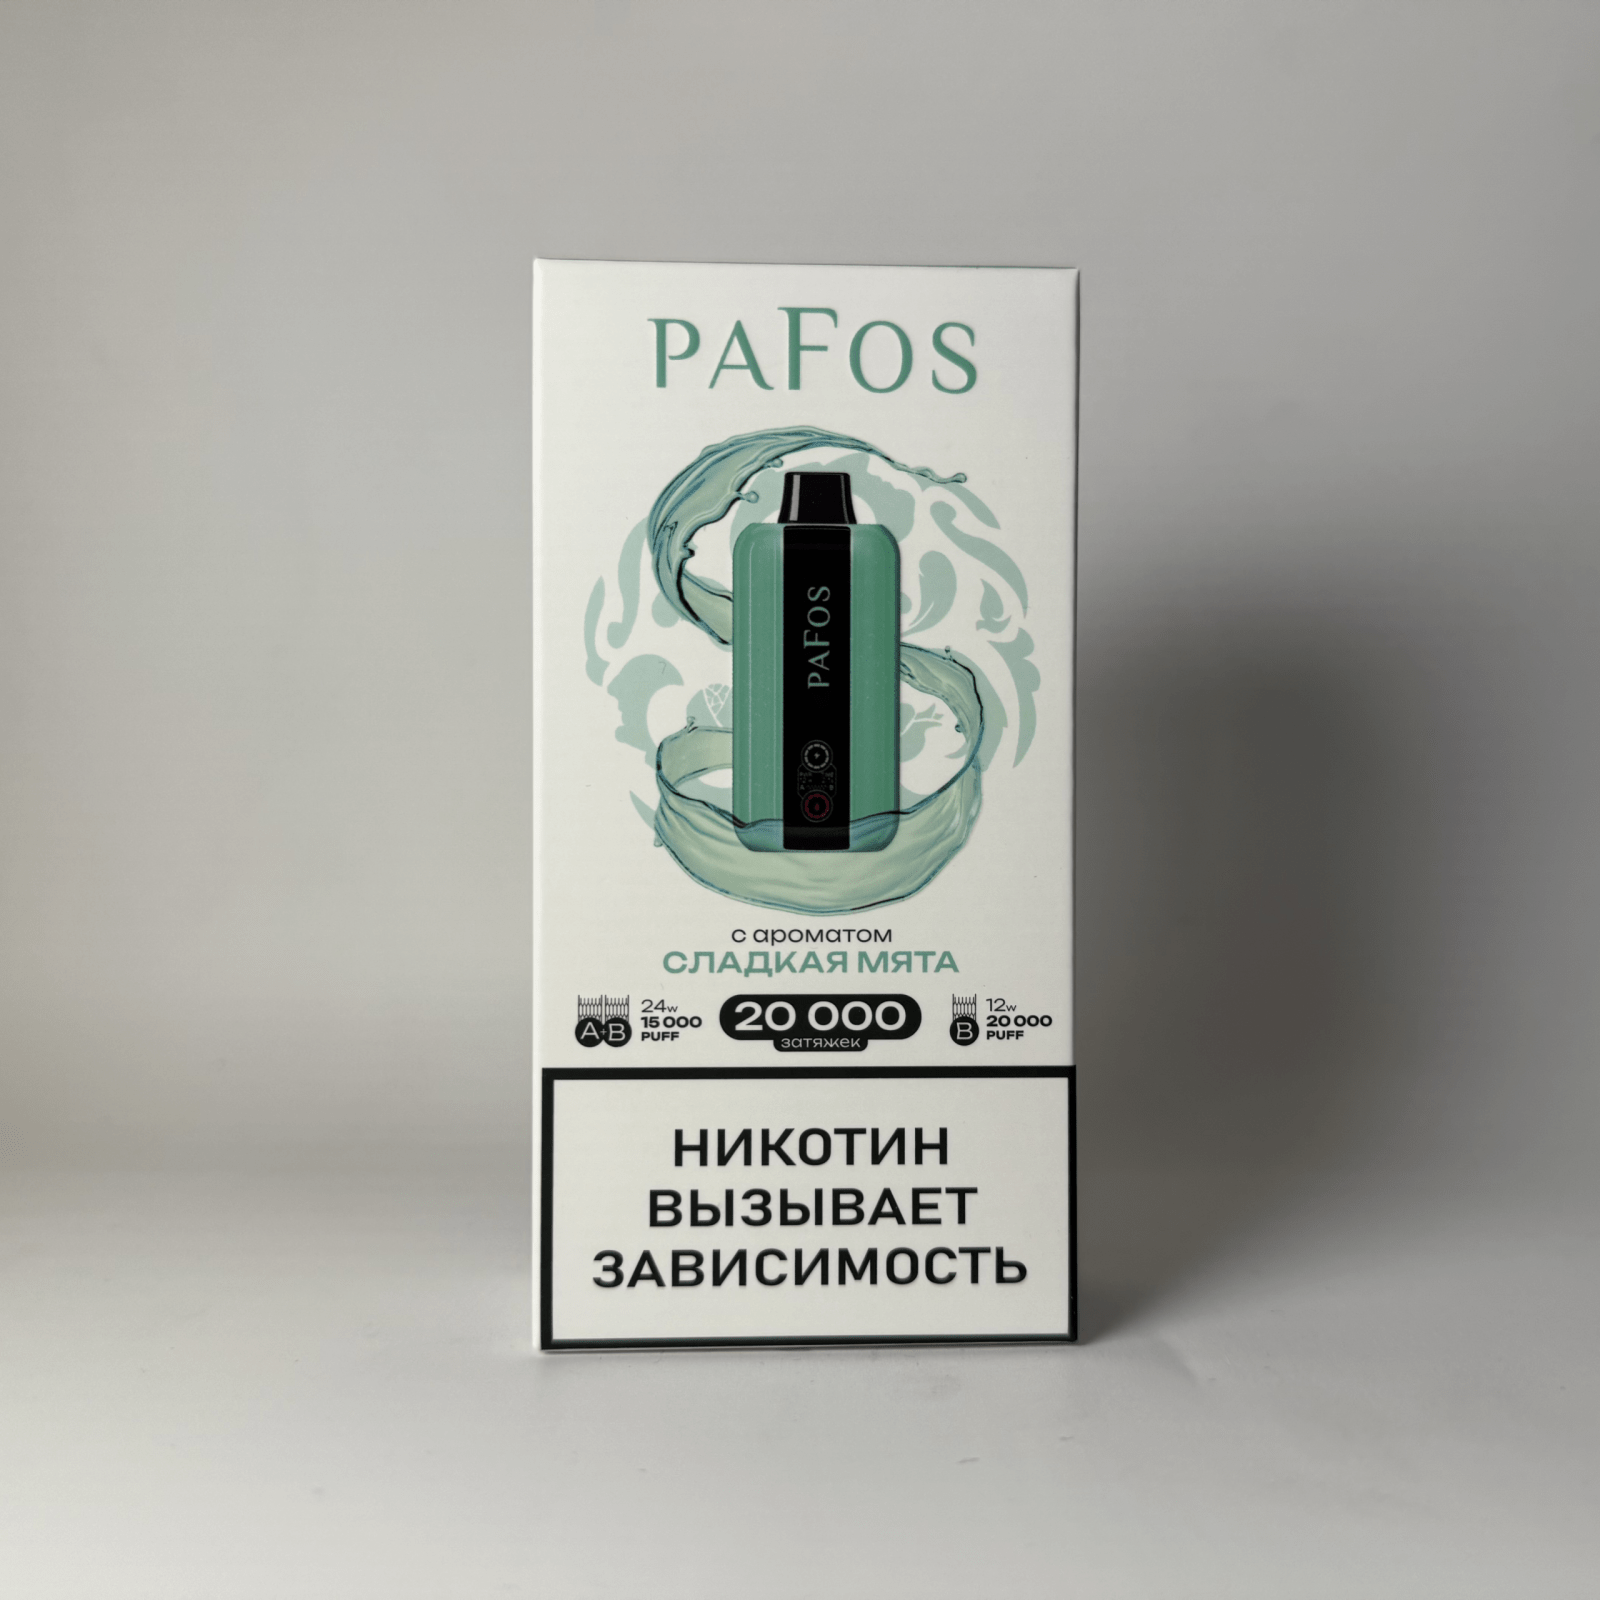 PAFOS
PAFOS
с ароматом
СЛАДКАЯ МЯТА
A+B
24w
15 000
PUFF
20 000
затяжек
B
12w
20 000
PUFF
НИКОТИН
ВЫЗЫВАЕТ
ЗАВИСИМОСТЬ